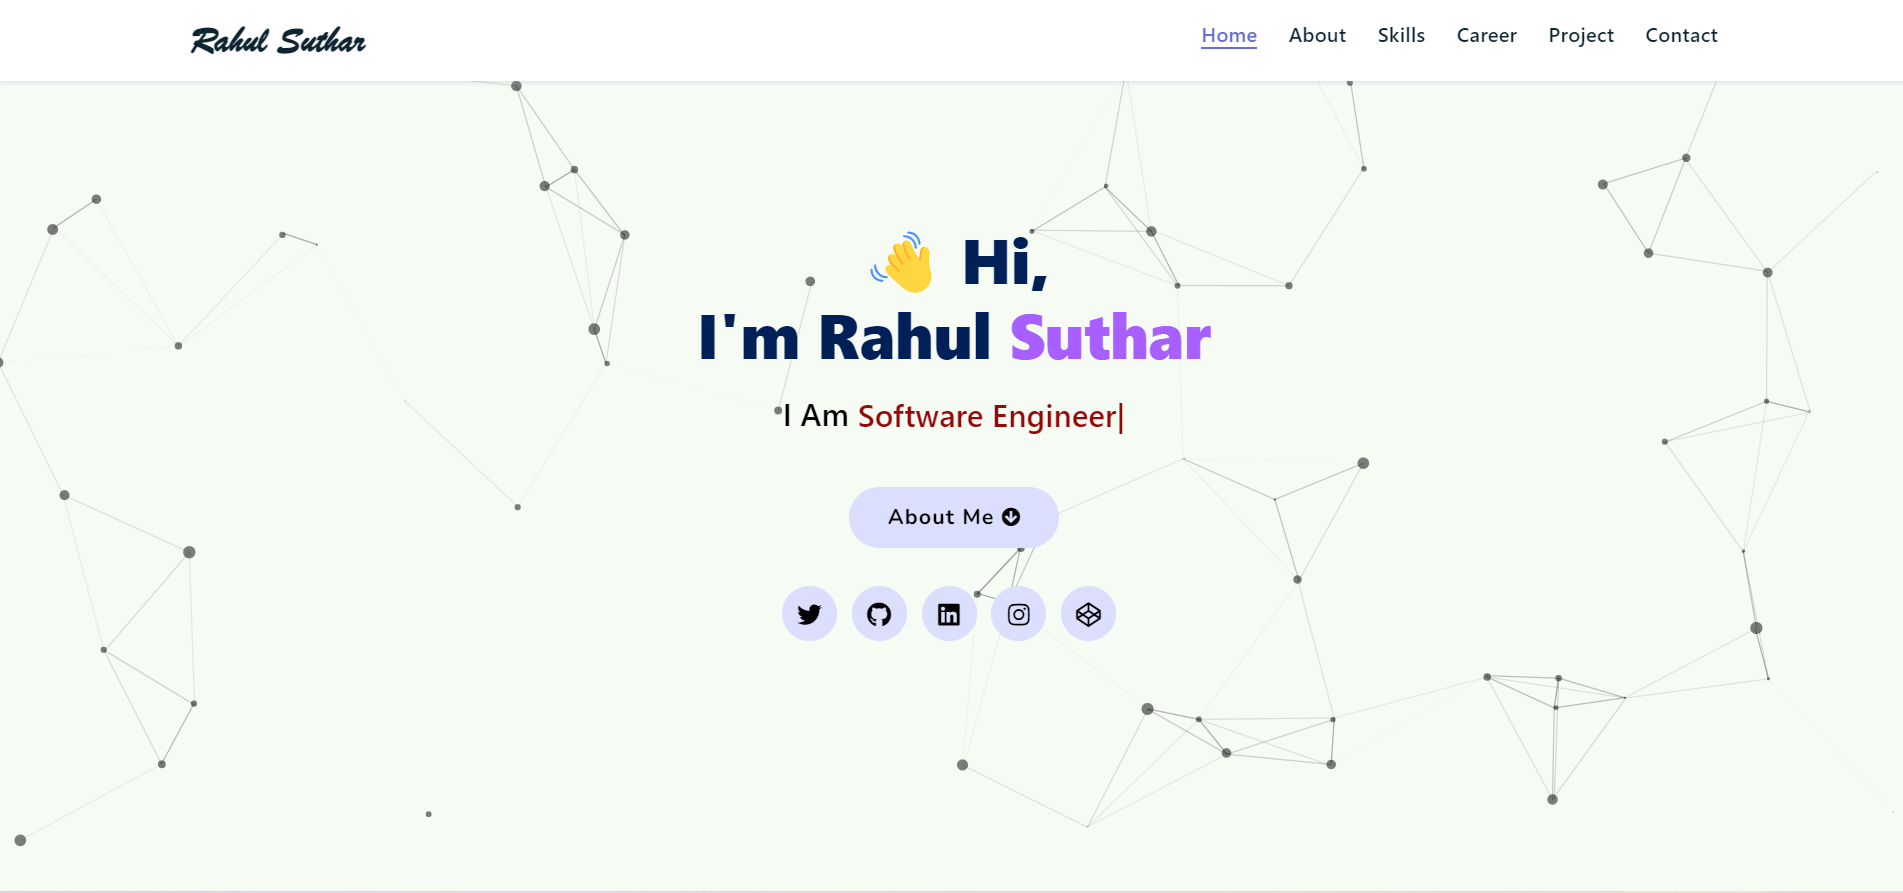 Rahul Suthar
Home About Skills Career Project Contact
Hi,
I'm Rahul Suthar
I Am Software Engineer|
About Me